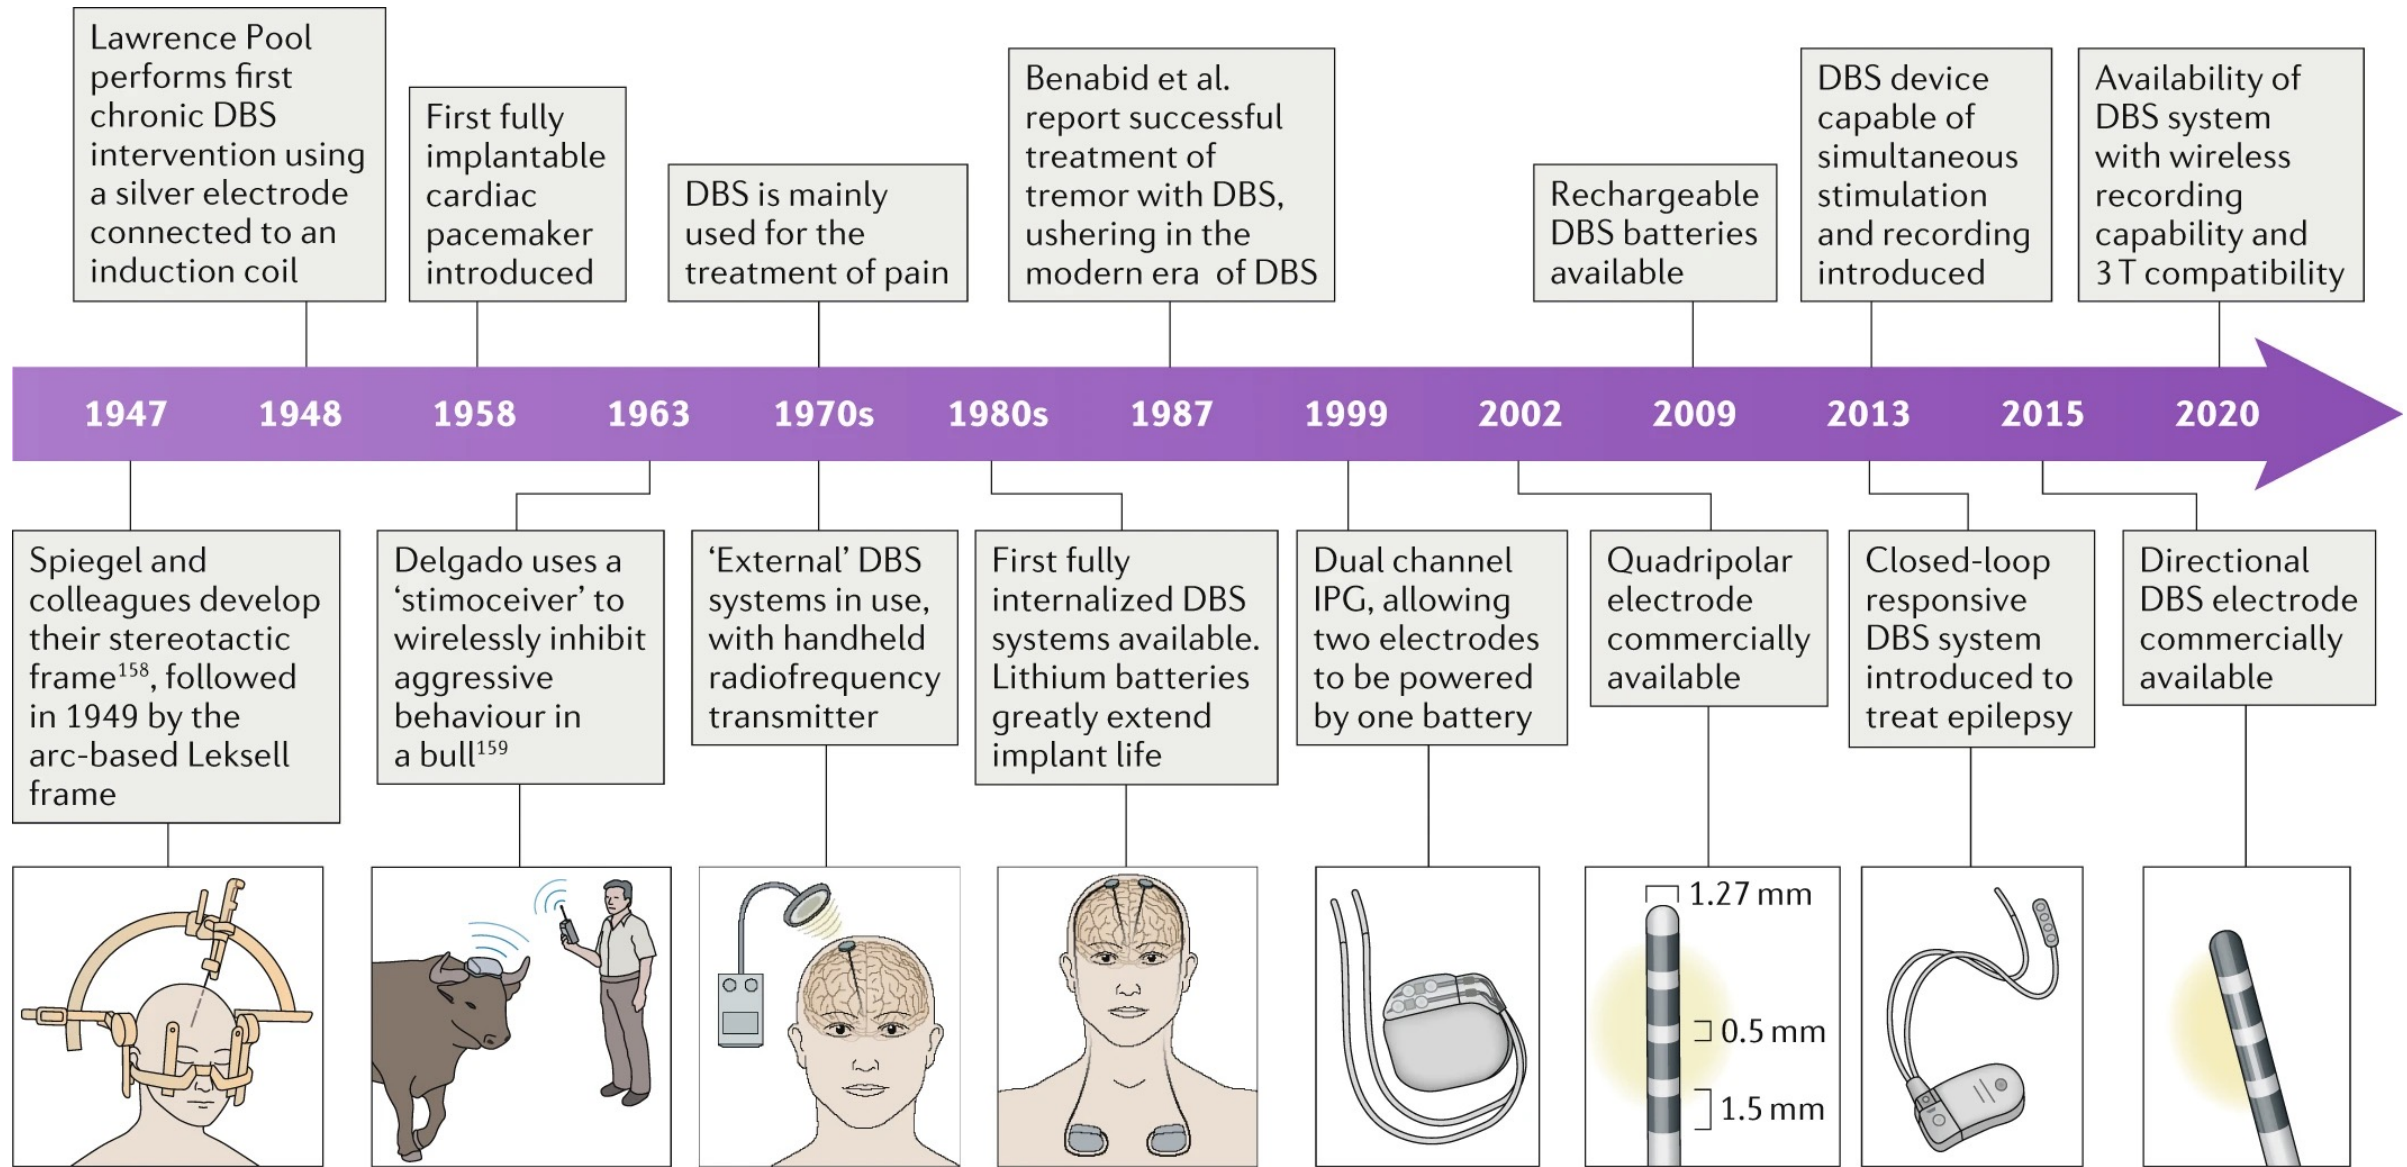 Lawrence Pool
performs first
chronic DBS
intervention using
a silver electrode
connected to an
induction coil
First fully
implantable
cardiac
pacemaker
introduced
DBS is mainly
used for the
treatment of pain
Benabid et al.
report successful
treatment of
tremor with DBS,
ushering in the
modern era of DBS
Rechargeable
DBS batteries
available
DBS device
capable of
simultaneous
stimulation
and recording
introduced
Availability of
DBS system
with wireless
recording
capability and
3 T compatibility
1947 1948 1958 1963 1970s 1980s 1987 1999 2002 2009 2013 2015 2020
Spiegel and
colleagues develop
their stereotactic
frame¹⁵⁸, followed
in 1949 by the
arc-based Leksell
frame
Delgado uses a
‘stimoceiver’ to
wirelessly inhibit
aggressive
behaviour in
a bull¹⁵⁹
‘External’ DBS
systems in use,
with handheld
radiofrequency
transmitter
First fully
internalized DBS
systems available.
Lithium batteries
greatly extend
implant life
Dual channel
IPG, allowing
two electrodes
to be powered
by one battery
Quadripolar
electrode
commercially
available
Closed-loop
responsive
DBS system
introduced to
treat epilepsy
Directional
DBS electrode
commercially
available
1.27 mm
0.5 mm
1.5 mm